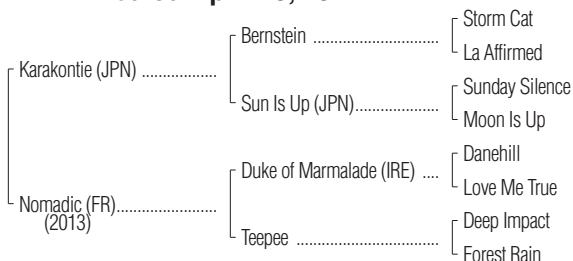 Storm Cat
Bernstein ..............................
La Affirmed
Karakontie (JPN) ..................
Sunday Silence
Sun Is Up (JPN)....................
Moon Is Up
Danehill
Duke of Marmalade (IRE) ....
Love Me True
Nomadic (FR)........................
(2013)
Deep Impact
Teepee ..................................
Forest Rain